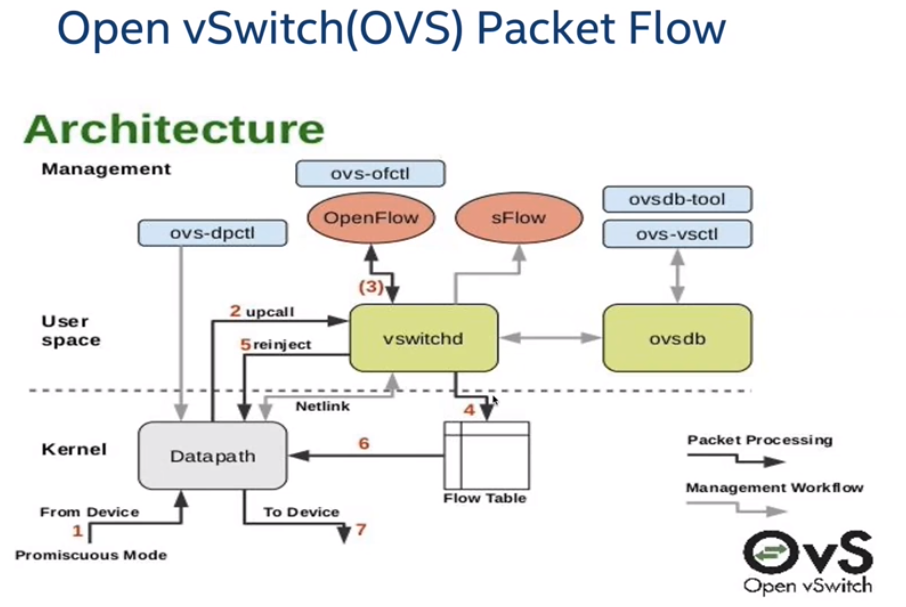 Open vSwitch(OVS) Packet Flow
Architecture
Management
ovs-ofctl
OpenFlow
sFlow
ovsdb-tool
ovs-vsctl
ovs-dpctl
(3)
2 upcall
User
space
vswitchd
ovsdb
5 reinject
Netlink
4
Kernel
Datapath
6
Flow Table
Packet Processing
Management Workflow
From Device
1
Promiscuous Mode
To Device
7
OvS
Open vSwitch